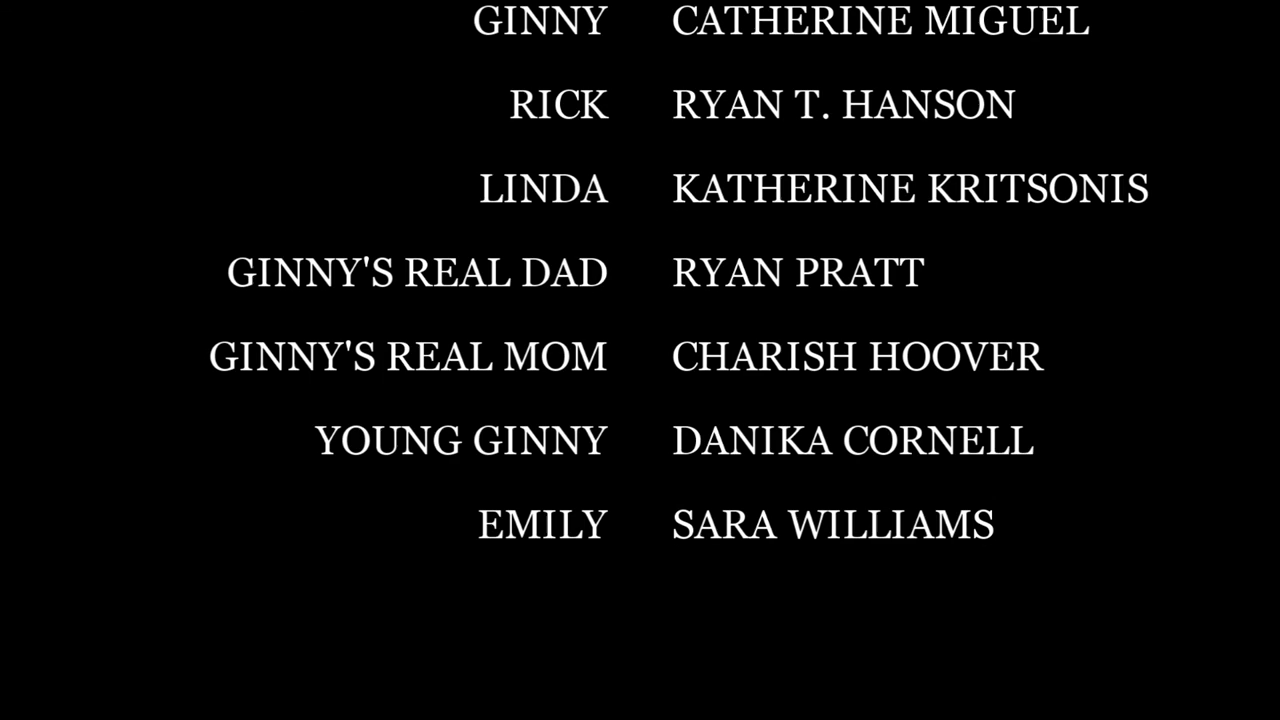 GINNY CATHERINE MIGUEL
RICK RYAN T. HANSON
LINDA KATHERINE KRITSONIS
GINNY'S REAL DAD RYAN PRATT
GINNY'S REAL MOM CHARISH HOOVER
YOUNG GINNY DANIKA CORNELL
EMILY SARA WILLIAMS